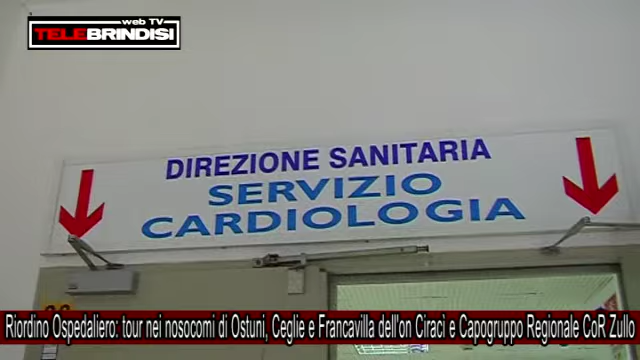 web TV
TELEBRINDISI
DIREZIONE SANITARIA
SERVIZIO
CARDIOLOGIA
Riordino Ospedaliero: tour nei nosocomi di Ostuni, Ceglie e Francavilla dell'on Ciracì e Capogruppo Regionale CoR Zullo